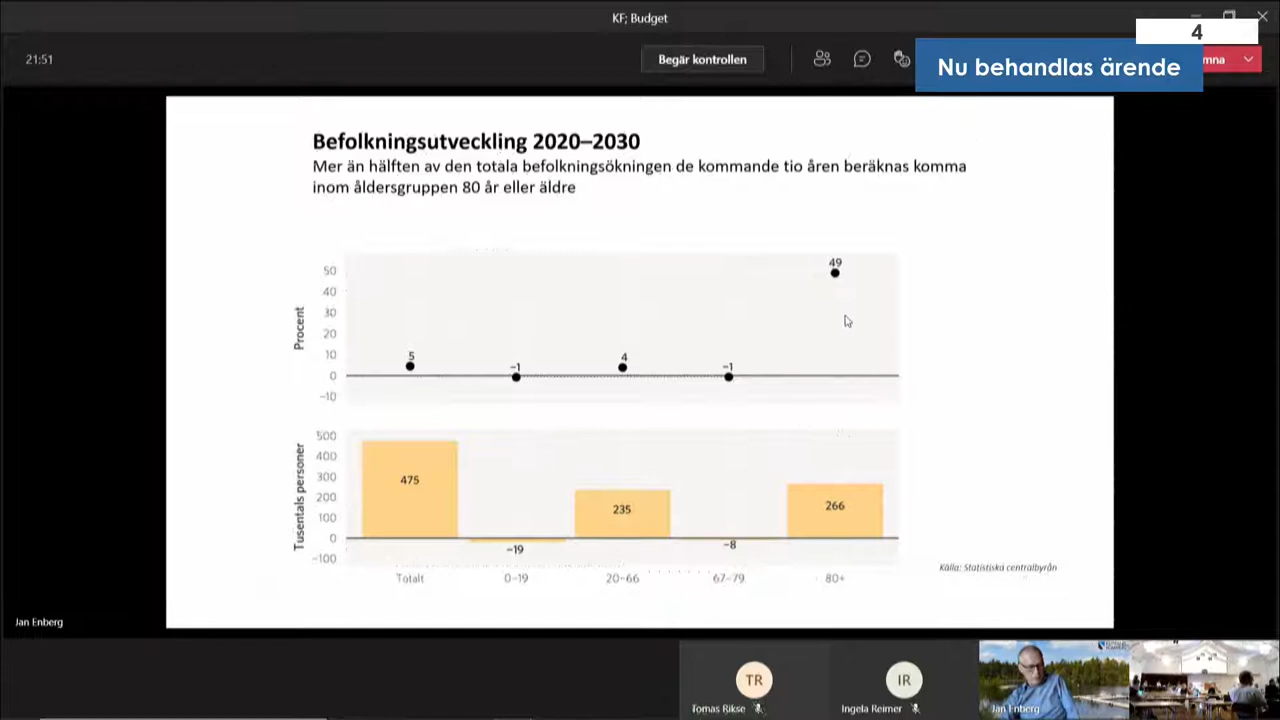 KF; Budget
4
21:51
Begär kontrollen
Nu behandlas ärende
mna
Befolkningsutveckling 2020–2030
Mer än hälften av den totala befolkningsökningen de kommande tio åren beräknas komma
inom åldersgruppen 80 år eller äldre
Procent
50
40
30
20
10
0
−10
5
−1
4
−1
49
Tusentals personer
500
400
300
200
100
0
−100
475
−19
235
−8
266
Totalt
0–19
20–66
67–79
80+
Källa: Statistiska centralbyrån
Jan Enberg
TR
IR
Tomas Rikse
Ingela Reimer
Jan Enberg